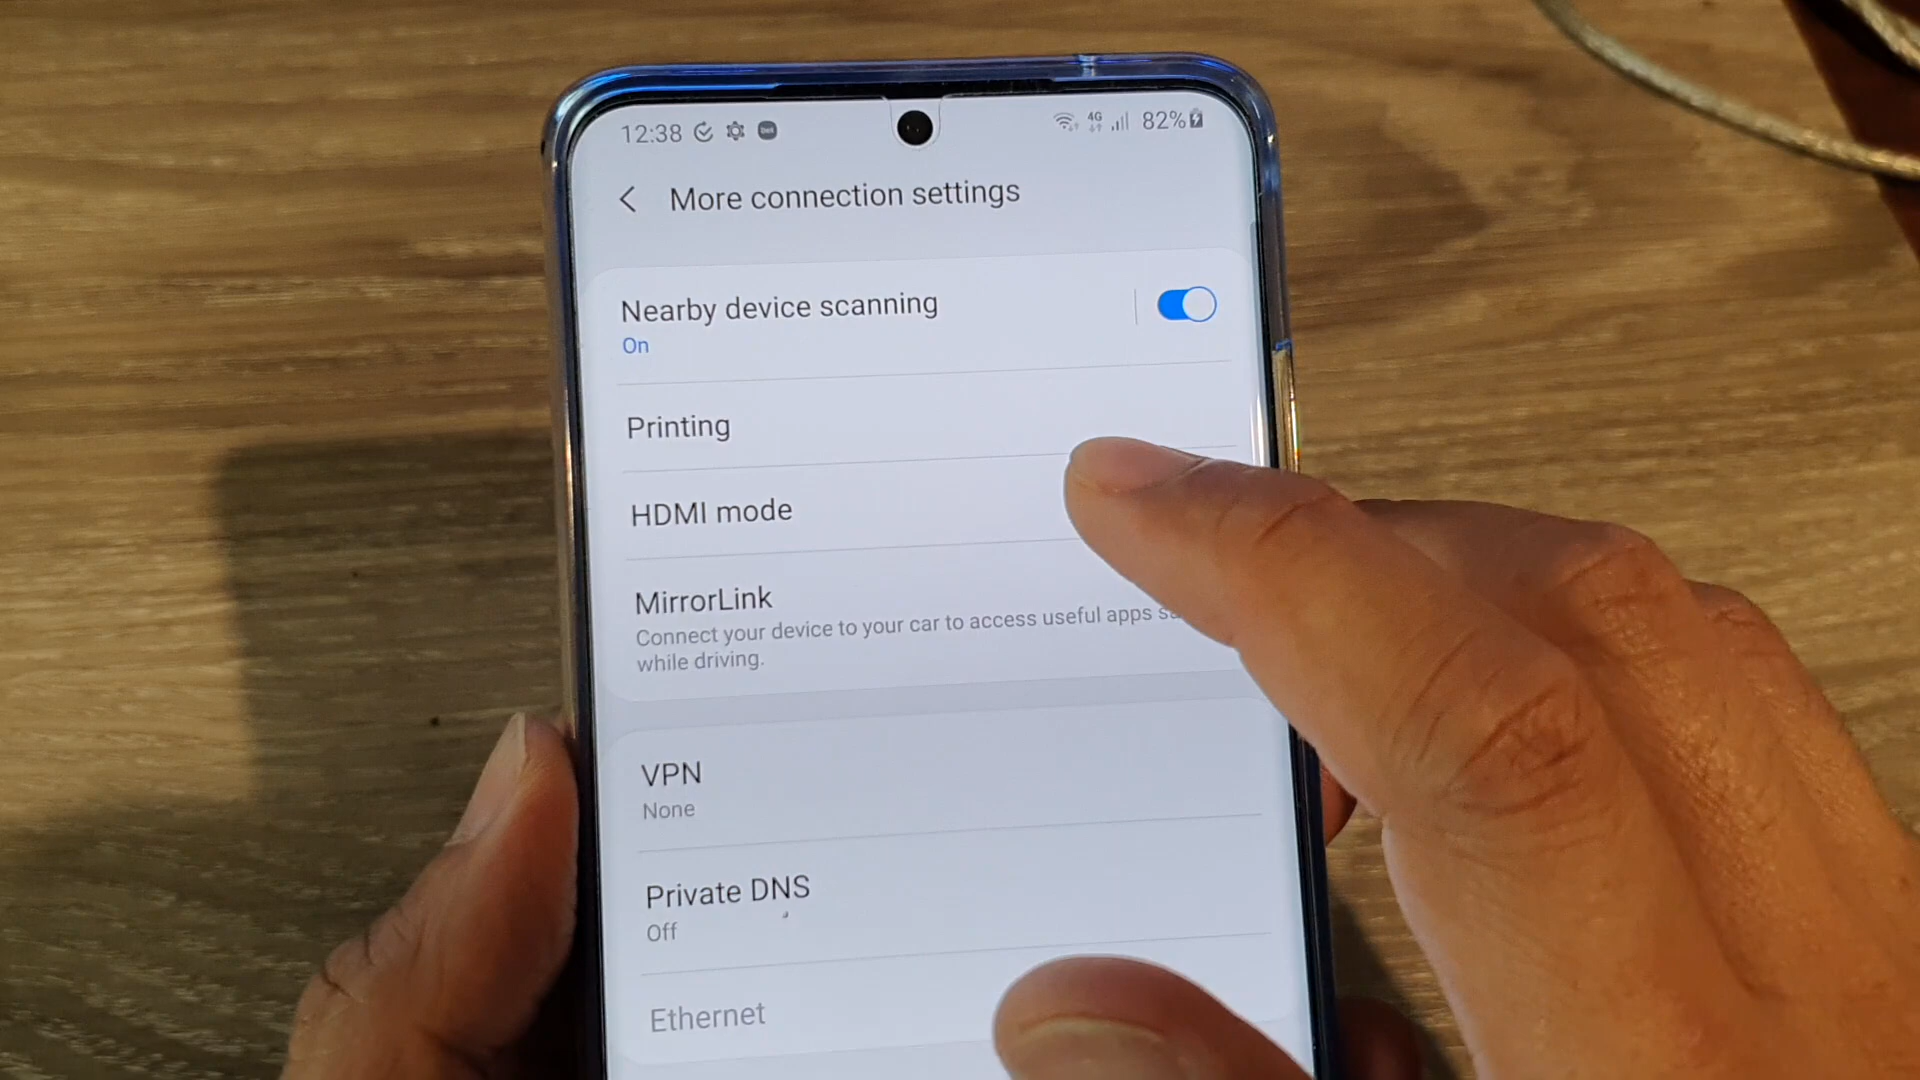 12:38 4G 82%
More connection settings
Nearby device scanning
On
Printing
HDMI mode
MirrorLink
Connect your device to your car to access useful apps
while driving.
VPN
None
Private DNS
Off
Ethernet